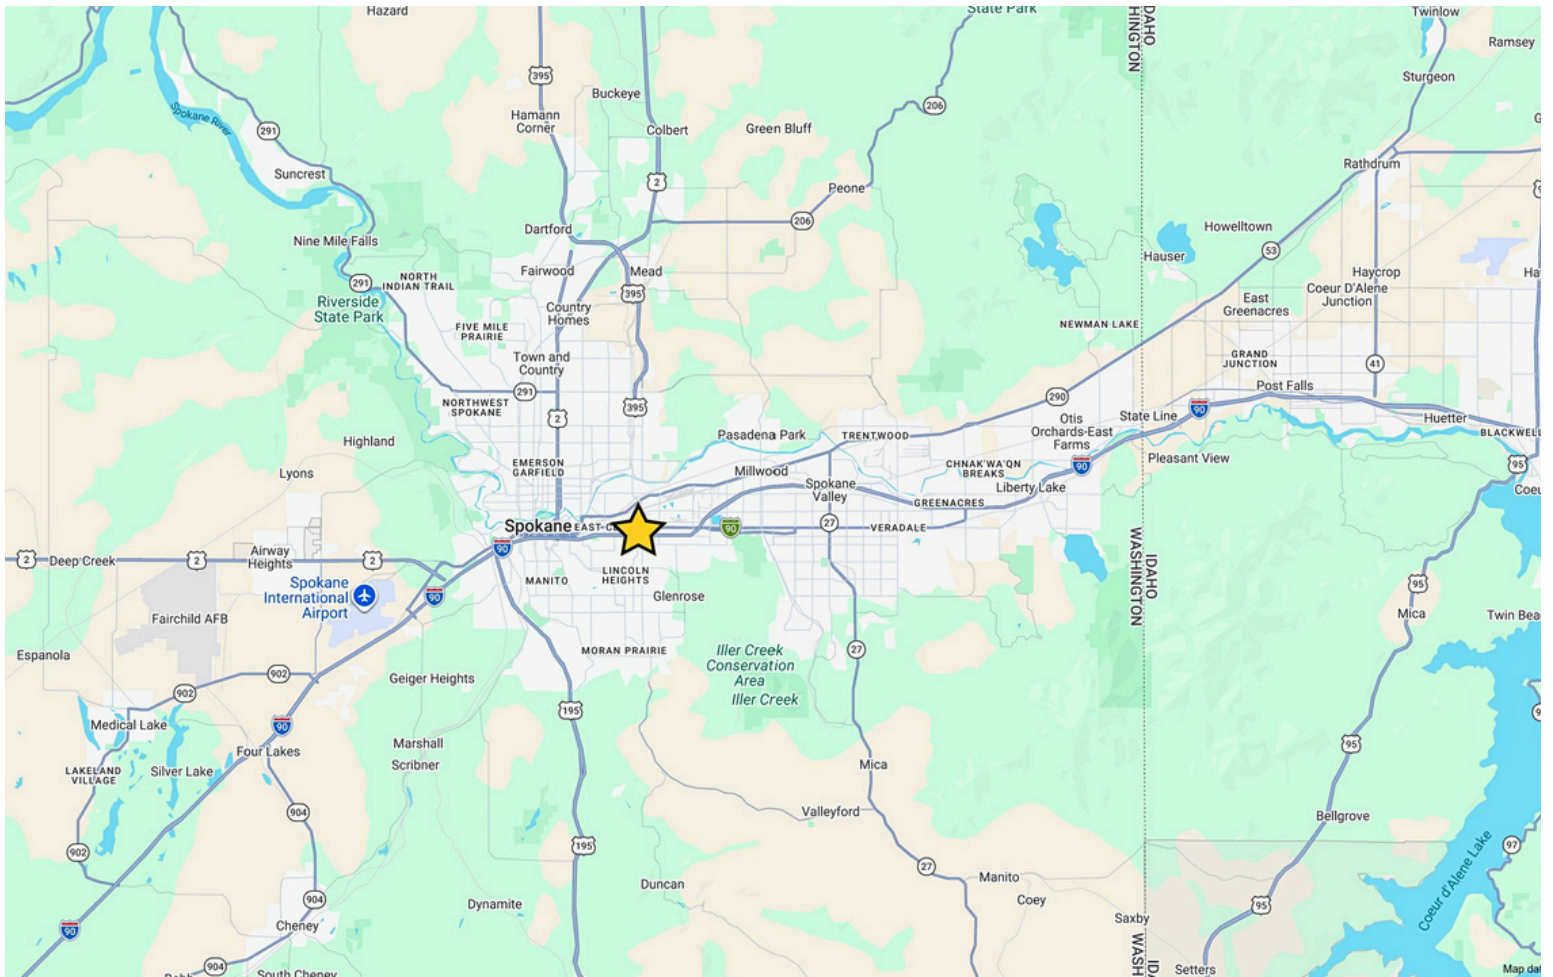 Hazard
State Park
IDAHO
WASHINGTON
Twinlow
Ramsey
395
Buckeye
Sturgeon
206
Spokane River
291
Hamann
Corner
Colbert
Green Bluff
Rathdrum
Suncrest
2
Peone
206
Dartford
Howelltown
Nine Mile Falls
53
Hauser
NORTH
INDIAN TRAIL
Fairwood
Mead
Haycrop
291
395
Coeur D'Alene
Junction
East
Greenacres
Riverside
State Park
Country
Homes
FIVE MILE
PRAIRIE
NEWMAN LAKE
Town and
Country
GRAND
JUNCTION
41
291
Post Falls
290
NORTHWEST
SPOKANE
395
2
State Line
90
Otis
Orchards-East
Farms
Huetter
Highland
Pasadena Park
TRENTWOOD
BLACKWELL
Pleasant View
EMERSON
GARFIELD
Lyons
Millwood
CHNAK'WA'QN
BREAKS
90
95
Spokane
Valley
Liberty Lake
GREENACRES
Spokane
EAST C
90
27
VERADALE
90
2
Deep Creek
2
Airway
Heights
2
IDAHO
WASHINGTON
LINCOLN
HEIGHTS
MANITO
95
Spokane
International
Airport
90
Glenrose
Fairchild AFB
Mica
Twin Bea
Espanola
MORAN PRAIRIE
27
Iller Creek
Conservation
Area
Iller Creek
902
Geiger Heights
902
195
Medical Lake
90
Marshall
95
Four Lakes
Scribner
Mica
LAKELAND
VILLAGE
Silver Lake
904
Valleyford
Bellgrove
902
195
97
27
Coeur d'Alene Lake
Duncan
Manito
904
Dynamite
Coey
95
Saxby
Cheney
90
904
South Cheney
Setters
WASH
IDA
Map dat